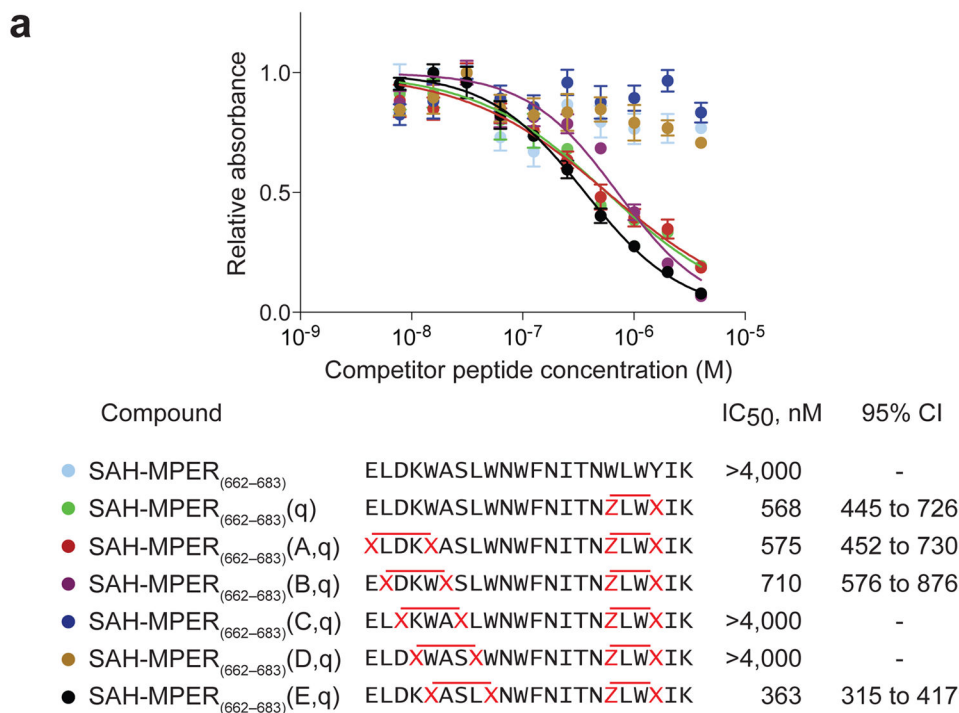 a
Relative absorbance
1.0
0.5
0.0
10-9 10-8 10-7 10-6 10-5
Competitor peptide concentration (M)
Compound IC50, nM 95% CI
SAH-MPER(662–683) ELDKWASLWNWFNITNWLWYIK >4,000 -
SAH-MPER(662–683)(q) ELDKWASLWNWFNITNZLWXIK 568 445 to 726
SAH-MPER(662–683)(A,q) XLDKXASLWNWFNITNZLWXIK 575 452 to 730
SAH-MPER(662–683)(B,q) EXDKWXSLWNWFNITNZLWXIK 710 576 to 876
SAH-MPER(662–683)(C,q) ELXKWAXLWNWFNITNZLWXIK >4,000 -
SAH-MPER(662–683)(D,q) ELDXWASXWNWFNITNZLWXIK >4,000 -
SAH-MPER(662–683)(E,q) ELDKXASLXNWFNITNZLWXIK 363 315 to 417